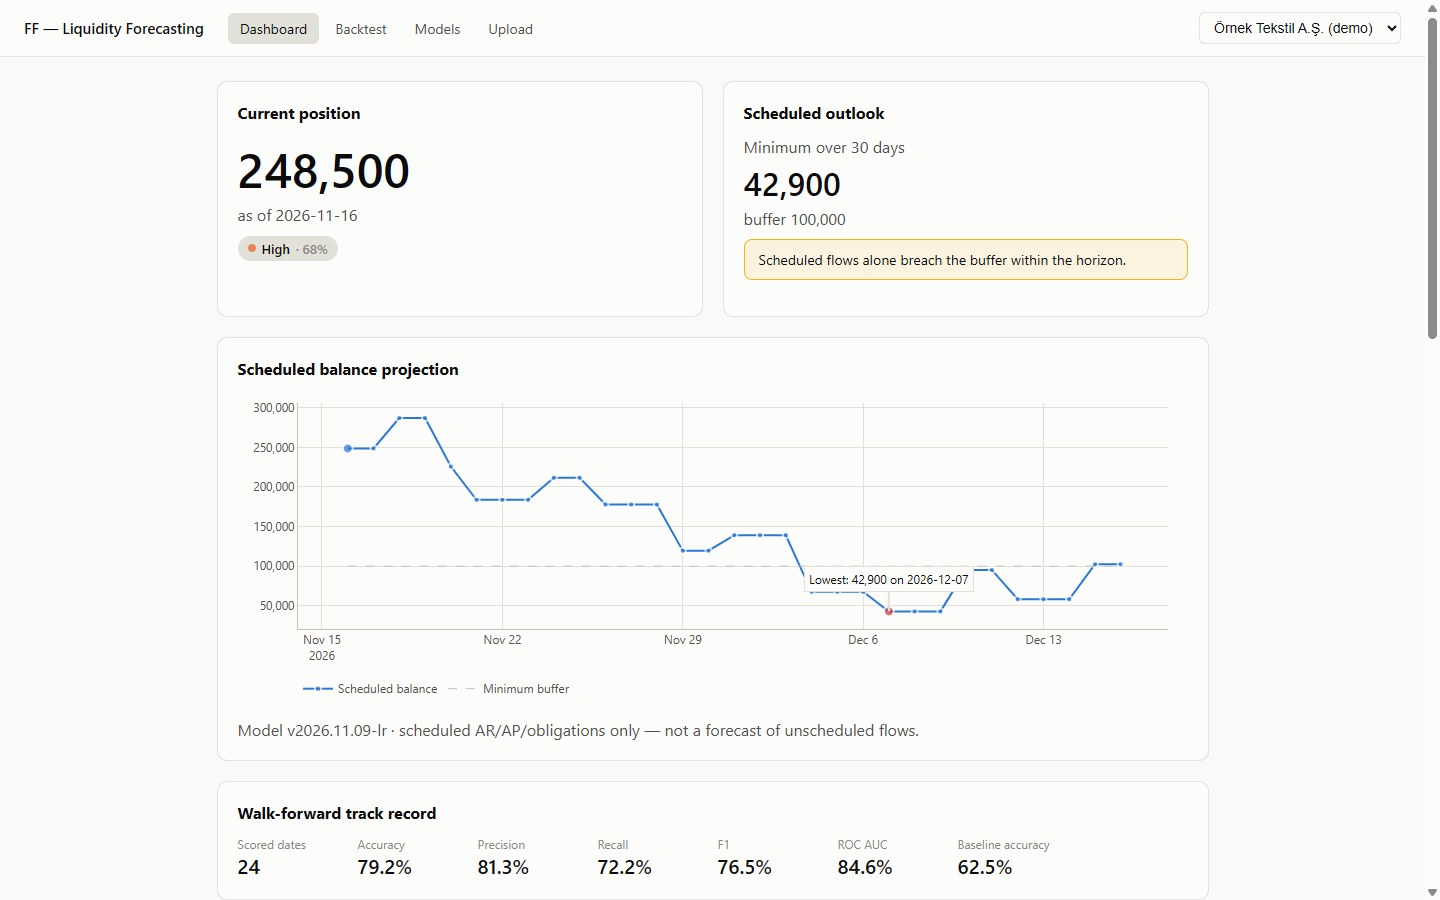 FF — Liquidity Forecasting
Dashboard
Backtest
Models
Upload
Örnek Tekstil A.Ş. (demo)
Current position
248,500
as of 2026-11-16
High · 68%
Scheduled outlook
Minimum over 30 days
42,900
buffer 100,000
Scheduled flows alone breach the buffer within the horizon.
Scheduled balance projection
300,000
250,000
200,000
150,000
100,000
50,000
Lowest: 42,900 on 2026-12-07
Nov 15
2026
Nov 22
Nov 29
Dec 6
Dec 13
Scheduled balance
Minimum buffer
Model v2026.11.09-lr · scheduled AR/AP/obligations only — not a forecast of unscheduled flows.
Walk-forward track record
Scored dates
24
Accuracy
79.2%
Precision
81.3%
Recall
72.2%
F1
76.5%
ROC AUC
84.6%
Baseline accuracy
62.5%